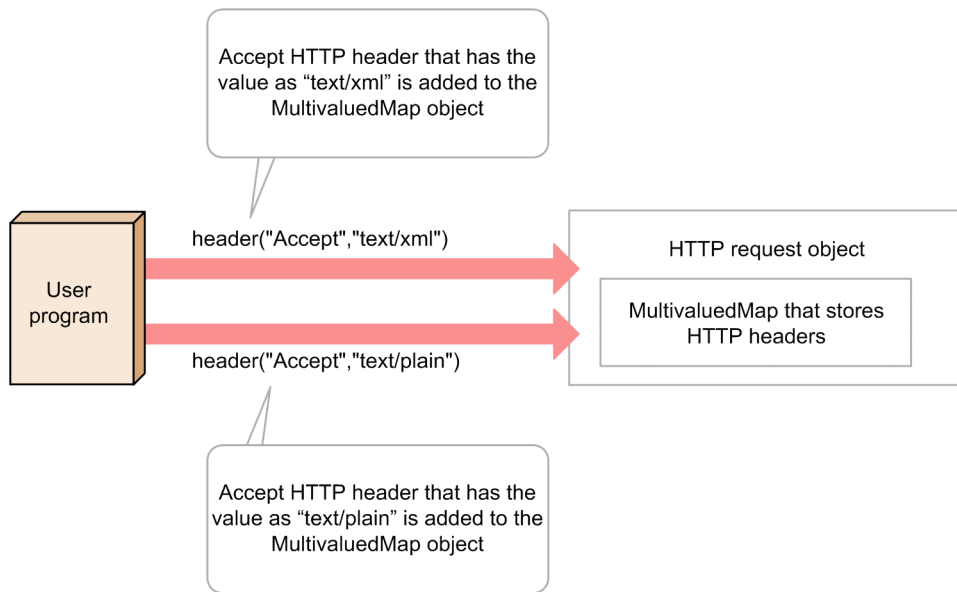 Accept HTTP header that has the
value as “text/xml” is added to the
MultivaluedMap object
header("Accept","text/xml")
User
program
HTTP request object
MultivaluedMap that stores
HTTP headers
header("Accept","text/plain")
Accept HTTP header that has the
value as “text/plain” is added to the
MultivaluedMap object